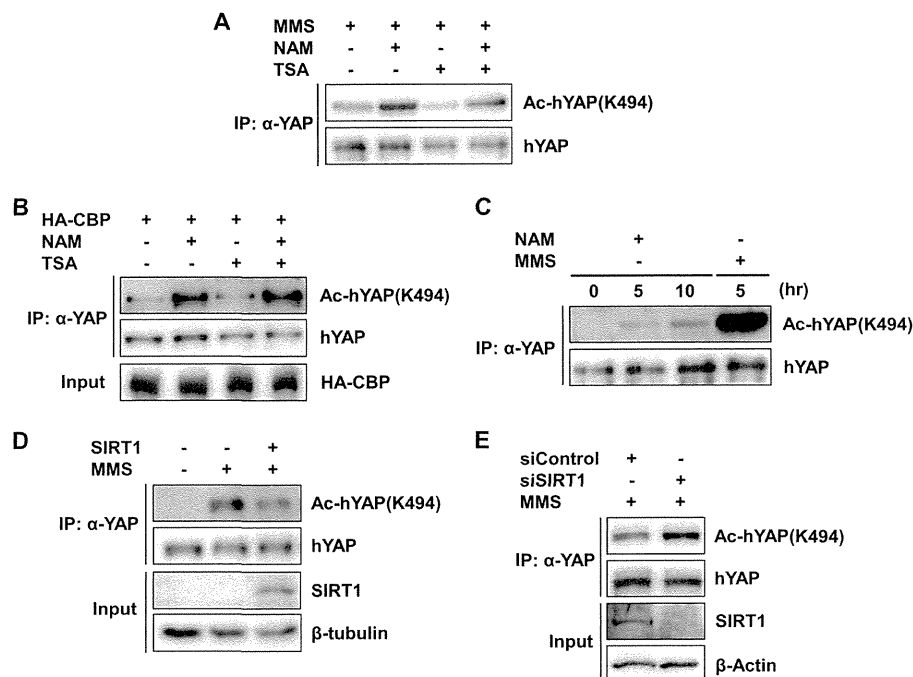 A
MMS + + + +
NAM - + - +
TSA - - + +
IP: α-YAP
Ac-hYAP(K494)
hYAP
B
HA-CBP + + + +
NAM - + - +
TSA - - + +
IP: α-YAP
Ac-hYAP(K494)
hYAP
Input
HA-CBP
C
NAM + -
MMS - +
0 5 10 5 (hr)
IP: α-YAP
Ac-hYAP(K494)
hYAP
D
SIRT1 - - +
MMS - + +
IP: α-YAP
Ac-hYAP(K494)
hYAP
Input
SIRT1
β-tubulin
E
siControl + -
siSIRT1 - +
MMS + +
IP: α-YAP
Ac-hYAP(K494)
hYAP
Input
SIRT1
β-Actin